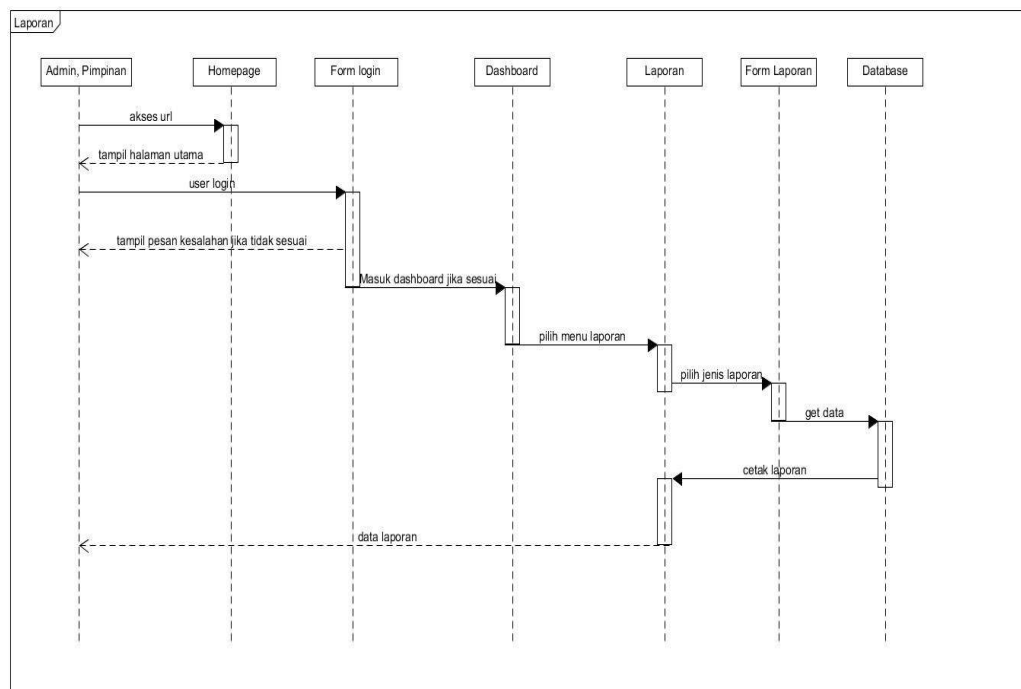 Laporan
Admin, Pimpinan
Homepage
Form login
Dashboard
Laporan
Form Laporan
Database
akses url
tampil halaman utama
user login
tampil pesan kesalahan jika tidak sesuai
Masuk dashboard jika sesuai
pilih menu laporan
pilih jenis laporan
get data
cetak laporan
data laporan